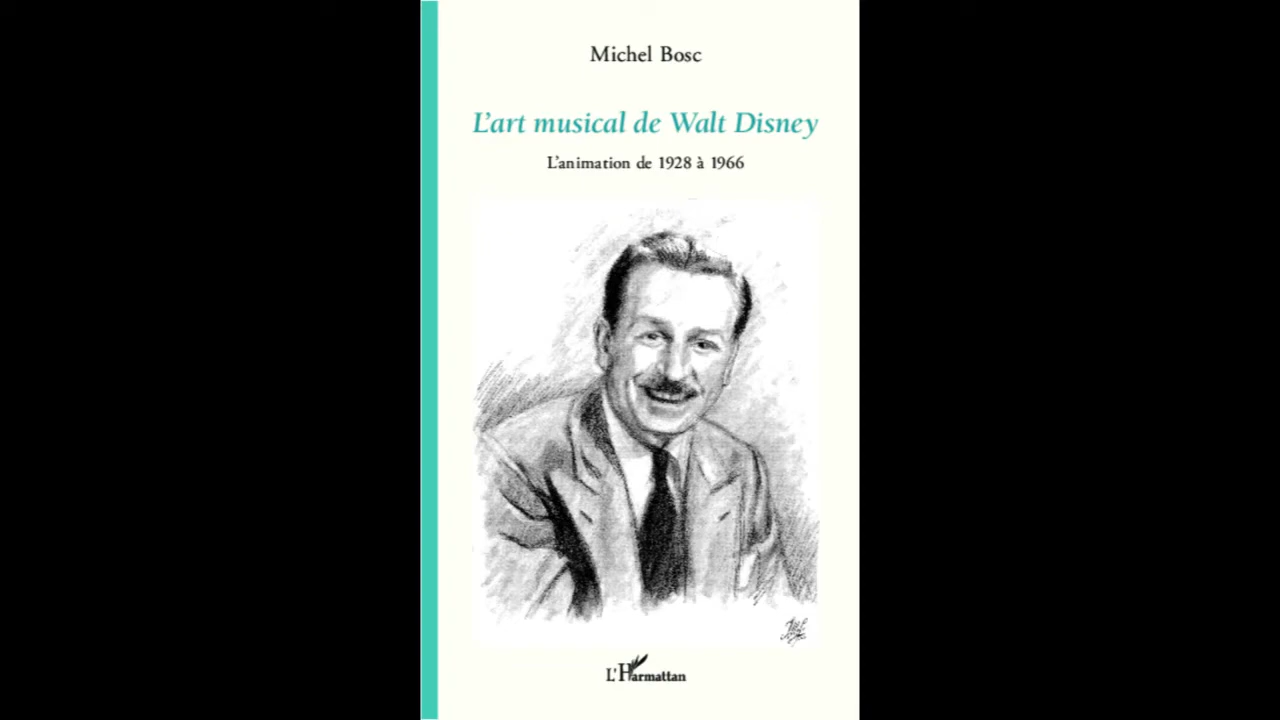 Michel Bosc
L'art musical de Walt Disney
L'animation de 1928 à 1966
L'Harmattan